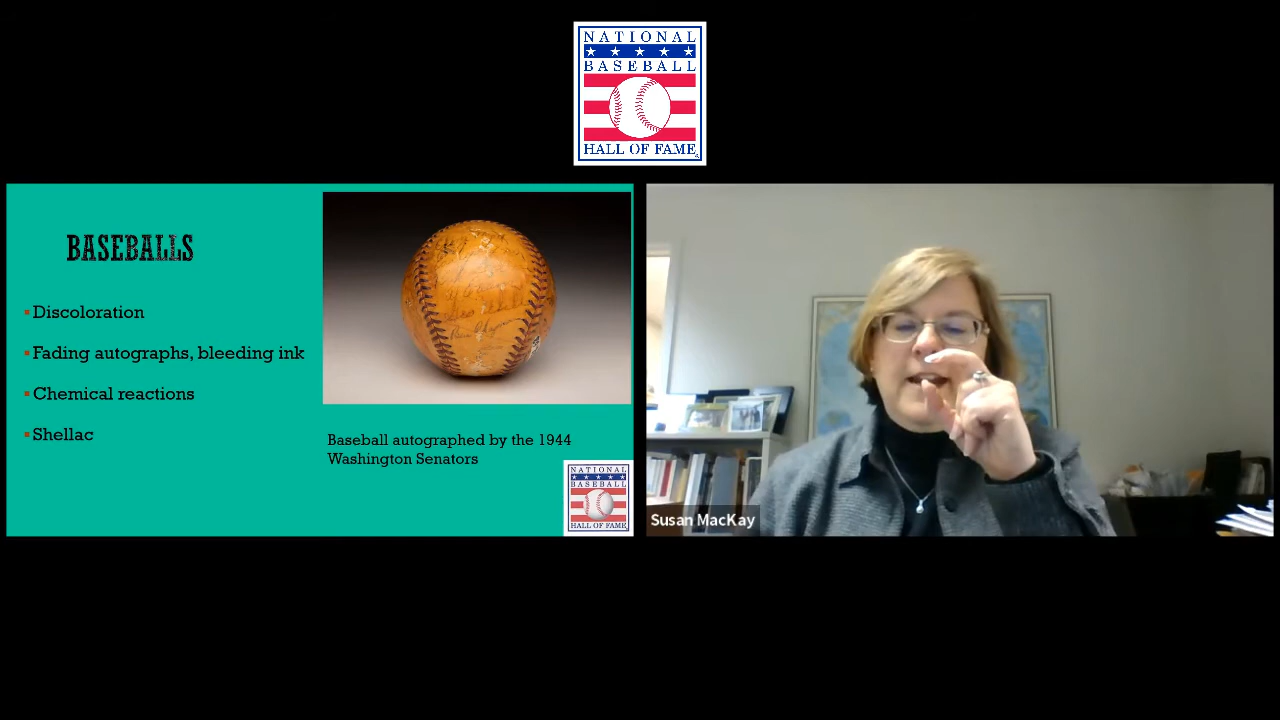 NATIONAL
BASEBALL
HALL OF FAME
BASEBALLS
Discoloration
Fading autographs, bleeding ink
Chemical reactions
Shellac
Baseball autographed by the 1944
Washington Senators
NATIONAL
BASEBALL
HALL OF FAME
Susan MacKay